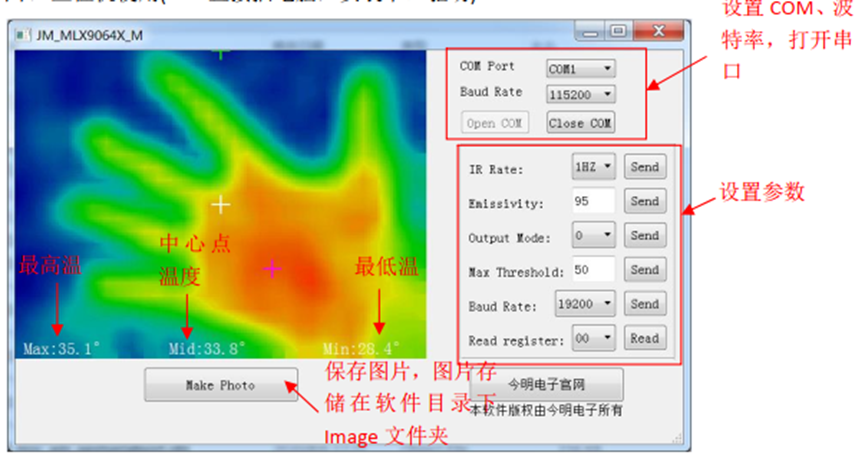 JM_MLX9064X_M
设置 COM、波
特率，打开串
口
COM Port
COM1
Baud Rate
115200
Open COM
Close COM
IR Rate:
1HZ
Send
设置参数
Emissivity:
95
Send
Output Mode:
0
Send
Max Threshold:
50
Send
Baud Rate:
19200
Send
Read register:
00
Read
最高温
中心点
温度
最低温
Max:35.1°
Mid:33.8°
Min:28.4°
Make Photo
保存图片，图片存
储在软件目录下
Image 文件夹
今明电子官网
本软件版权由今明电子所有